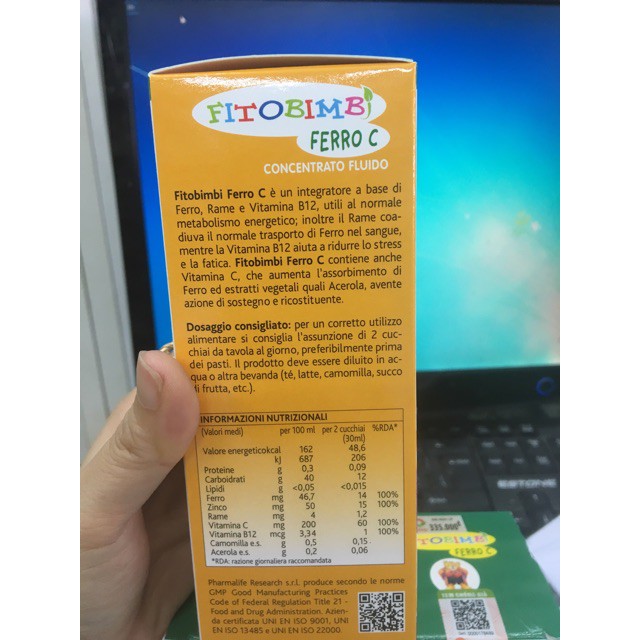 FITOBIMBI
FERRO C
CONCENTRATO FLUIDO
Fitobimbi Ferro C è un integratore a base di
Ferro, Rame e Vitamina B12, utili al normale
metabolismo energetico; inoltre il Rame coa-
diuva il normale trasporto di Ferro nel sangue,
mentre la Vitamina B12 aiuta a ridurre lo stress
e la fatica. Fitobimbi Ferro C contiene anche
Vitamina C, che aumenta l'assorbimento di
Ferro ed estratti vegetali quali Acerola, avente
azione di sostegno e ricostituente.
Dosaggio consigliato: per un corretto utilizzo
alimentare si consiglia l'assunzione di 2 cuc-
chiai da tavola al giorno, preferibilmente prima
dei pasti. Il prodotto deve essere diluito in ac-
qua o altra bevanda (té, latte, camomilla, succo
di frutta, etc.).
INFORMAZIONI NUTRIZIONALI
(Valori medi) per 100 ml per 2 cucchiai %RDA*
(30ml)
Valore energetico kcal 162 48,6
kj 687 206
Proteine g 0,3 0,09
Carboidrati g 40 12
Lipidi g <0,05 <0,015
Ferro mg 46,7 14 100%
Zinco mg 50 15 100%
Rame mg 4 1,2
Vitamina C mg 200 60 100%
Vitamina B12 mcg 3,34 1 100%
Camomilla e.s. g 0,5 0,15
Acerola e.s. g 0,2 0,06
*RDA: razione giornaliera raccomandata
Pharmalife Research s.r.l. produce secondo le norme
GMP Good Manufacturing Practices
Code of Federal Regulation Title 21 -
Food and Drug Administration. Azien-
da certificata UNI EN ISO 9001, UNI
EN ISO 13485 e UNI EN ISO 22000.
335.000
FITOBIMBI
FERRO C
TEM CHỐNG GIẢ